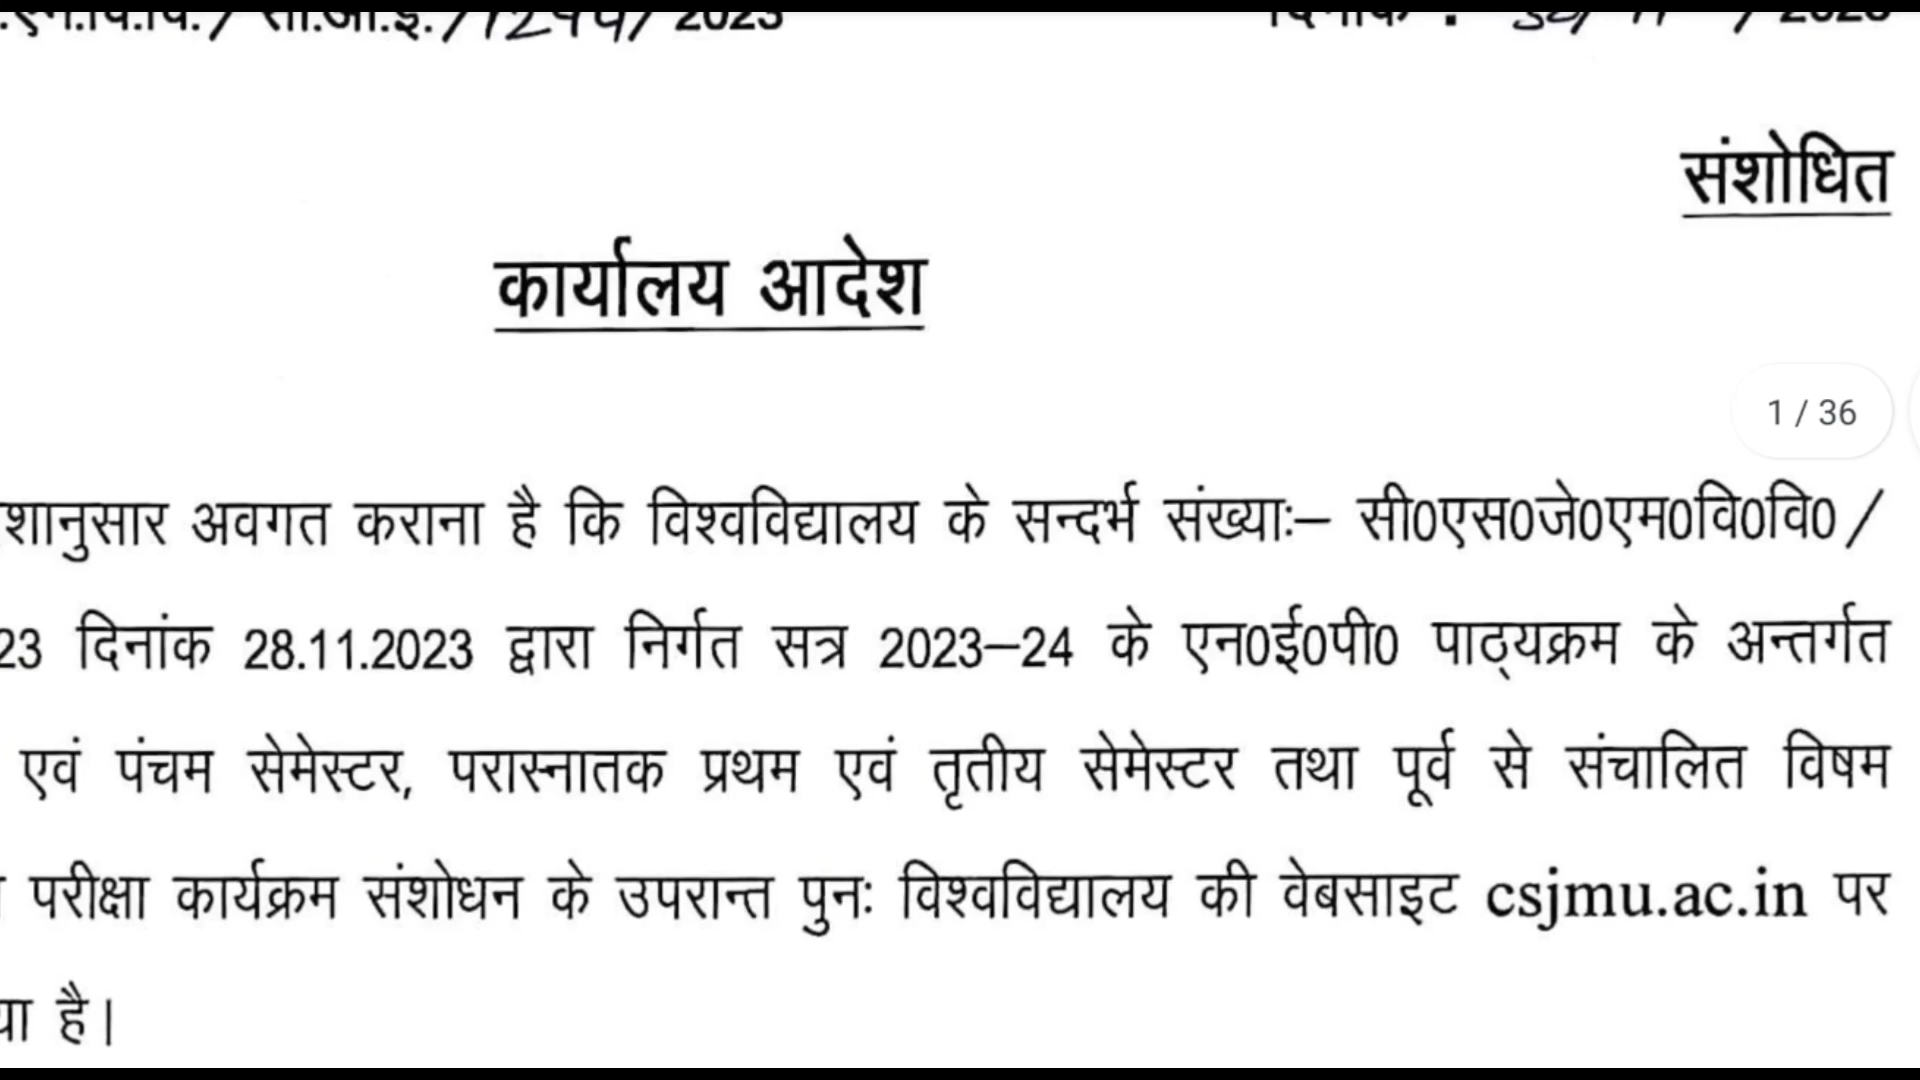 2023
संशोधित
कार्यालय आदेश
1 / 36
शानुसार अवगत कराना है कि विश्वविद्यालय के सन्दर्भ संख्याः– सी0एस0जे0एम0वि0वि0 /
23 दिनांक 28.11.2023 द्वारा निर्गत सत्र 2023–24 के एन0ई0पी0 पाठ्यक्रम के अन्तर्गत
एवं पंचम सेमेस्टर, परास्नातक प्रथम एवं तृतीय सेमेस्टर तथा पूर्व से संचालित विषम
परीक्षा कार्यक्रम संशोधन के उपरान्त पुनः विश्वविद्यालय की वेबसाइट csjmu.ac.in पर
या है।